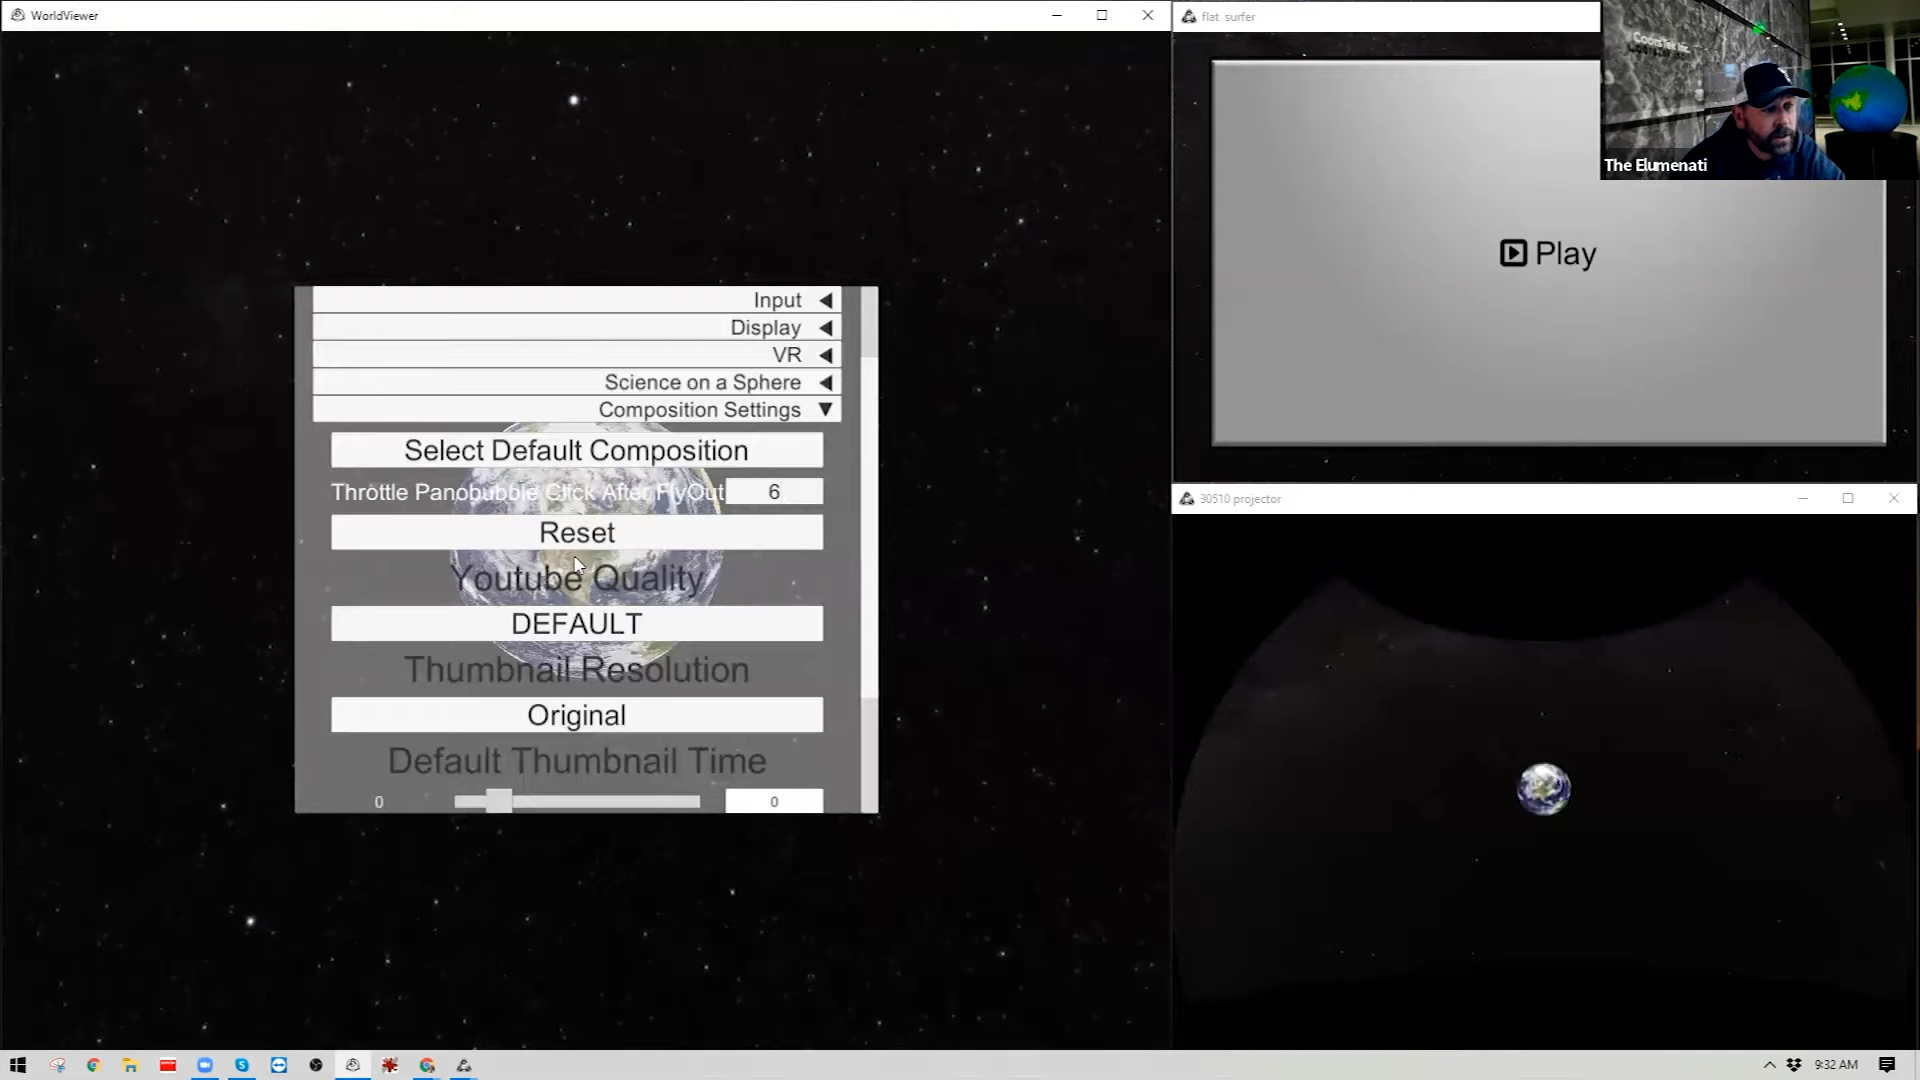 WorldViewer
flat surfer
CoorsTek Inc.
The Elumenati
Play
Input
Display
VR
Science on a Sphere
Composition Settings
Select Default Composition
Throttle Panobubble Click After FlyOut 6
Reset
Youtube Quality
DEFAULT
Thumbnail Resolution
Original
Default Thumbnail Time
0 0
30510 projector
9:32 AM